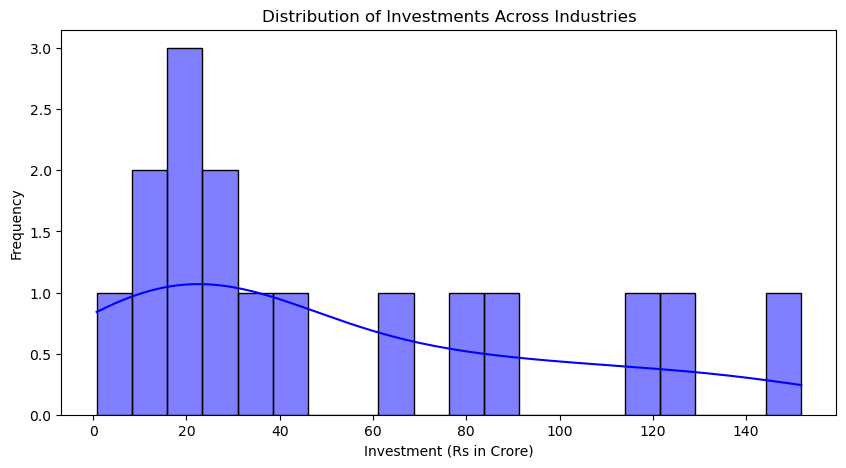 Distribution of Investments Across Industries
3.0
2.5
2.0
1.5
1.0
0.5
0.0
Frequency
0 20 40 60 80 100 120 140
Investment (Rs in Crore)